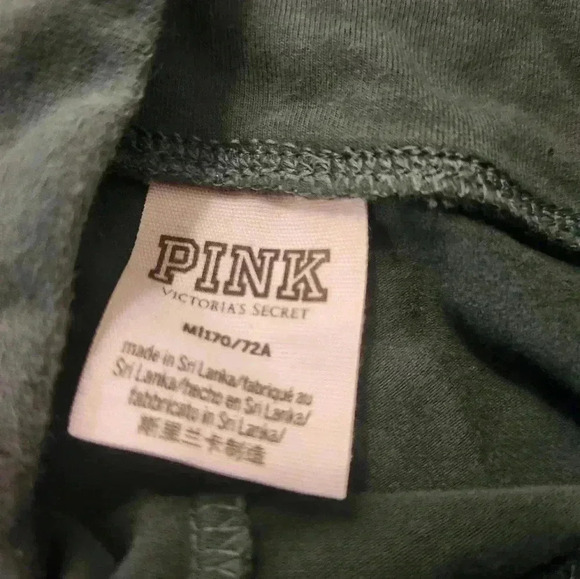 PINK
VICTORIA'S SECRET
M|170/72A
made in Sri Lanka/fabriqué au
Sri Lanka/hecho en Sri Lanka/
fabbricato in Sri Lanka/
斯里兰卡制造